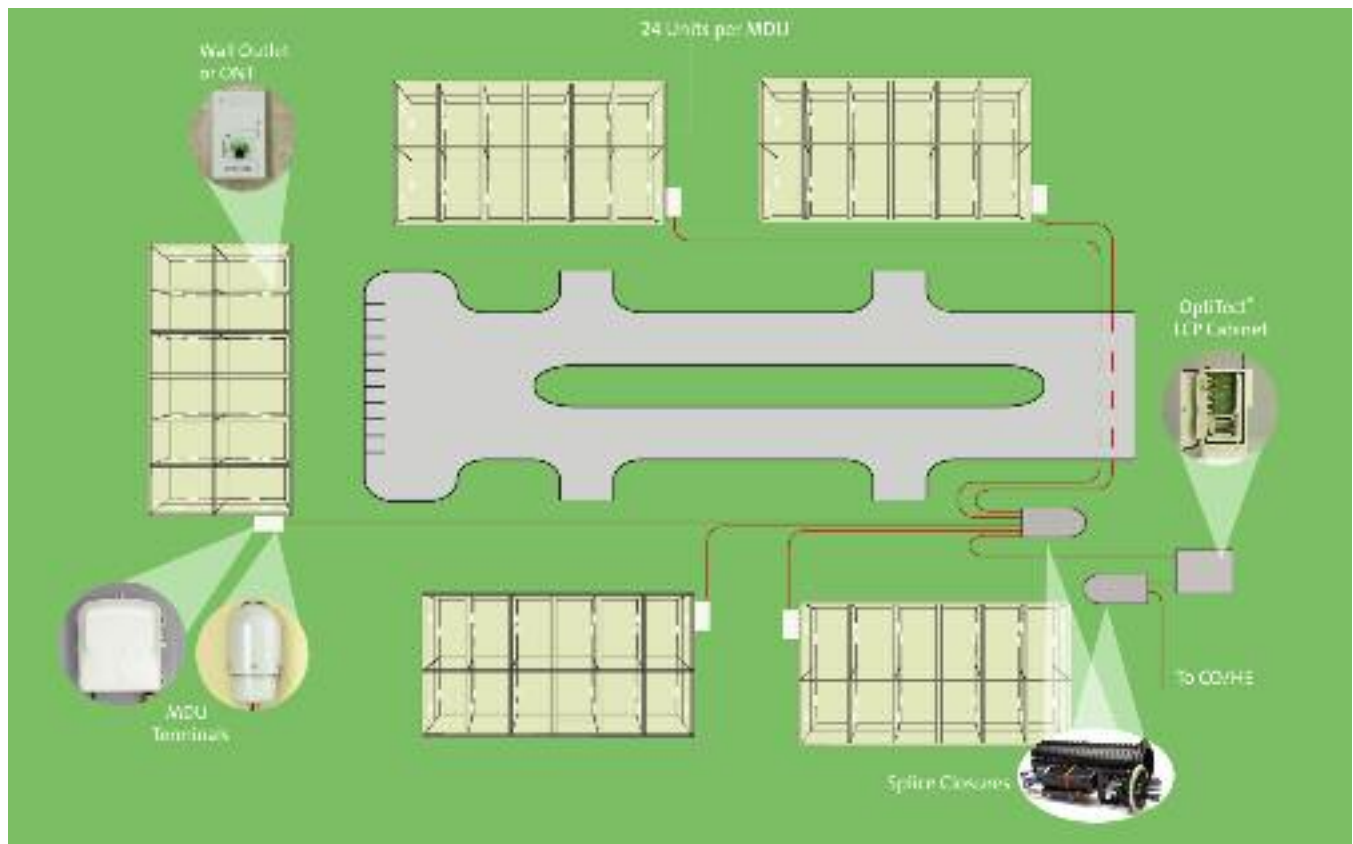 24 Units per MDU
Wall Outlet
or ONT
OptiTect®
LCP Cabinet
To CO/HE
MDU
Terminals
Splice Closures